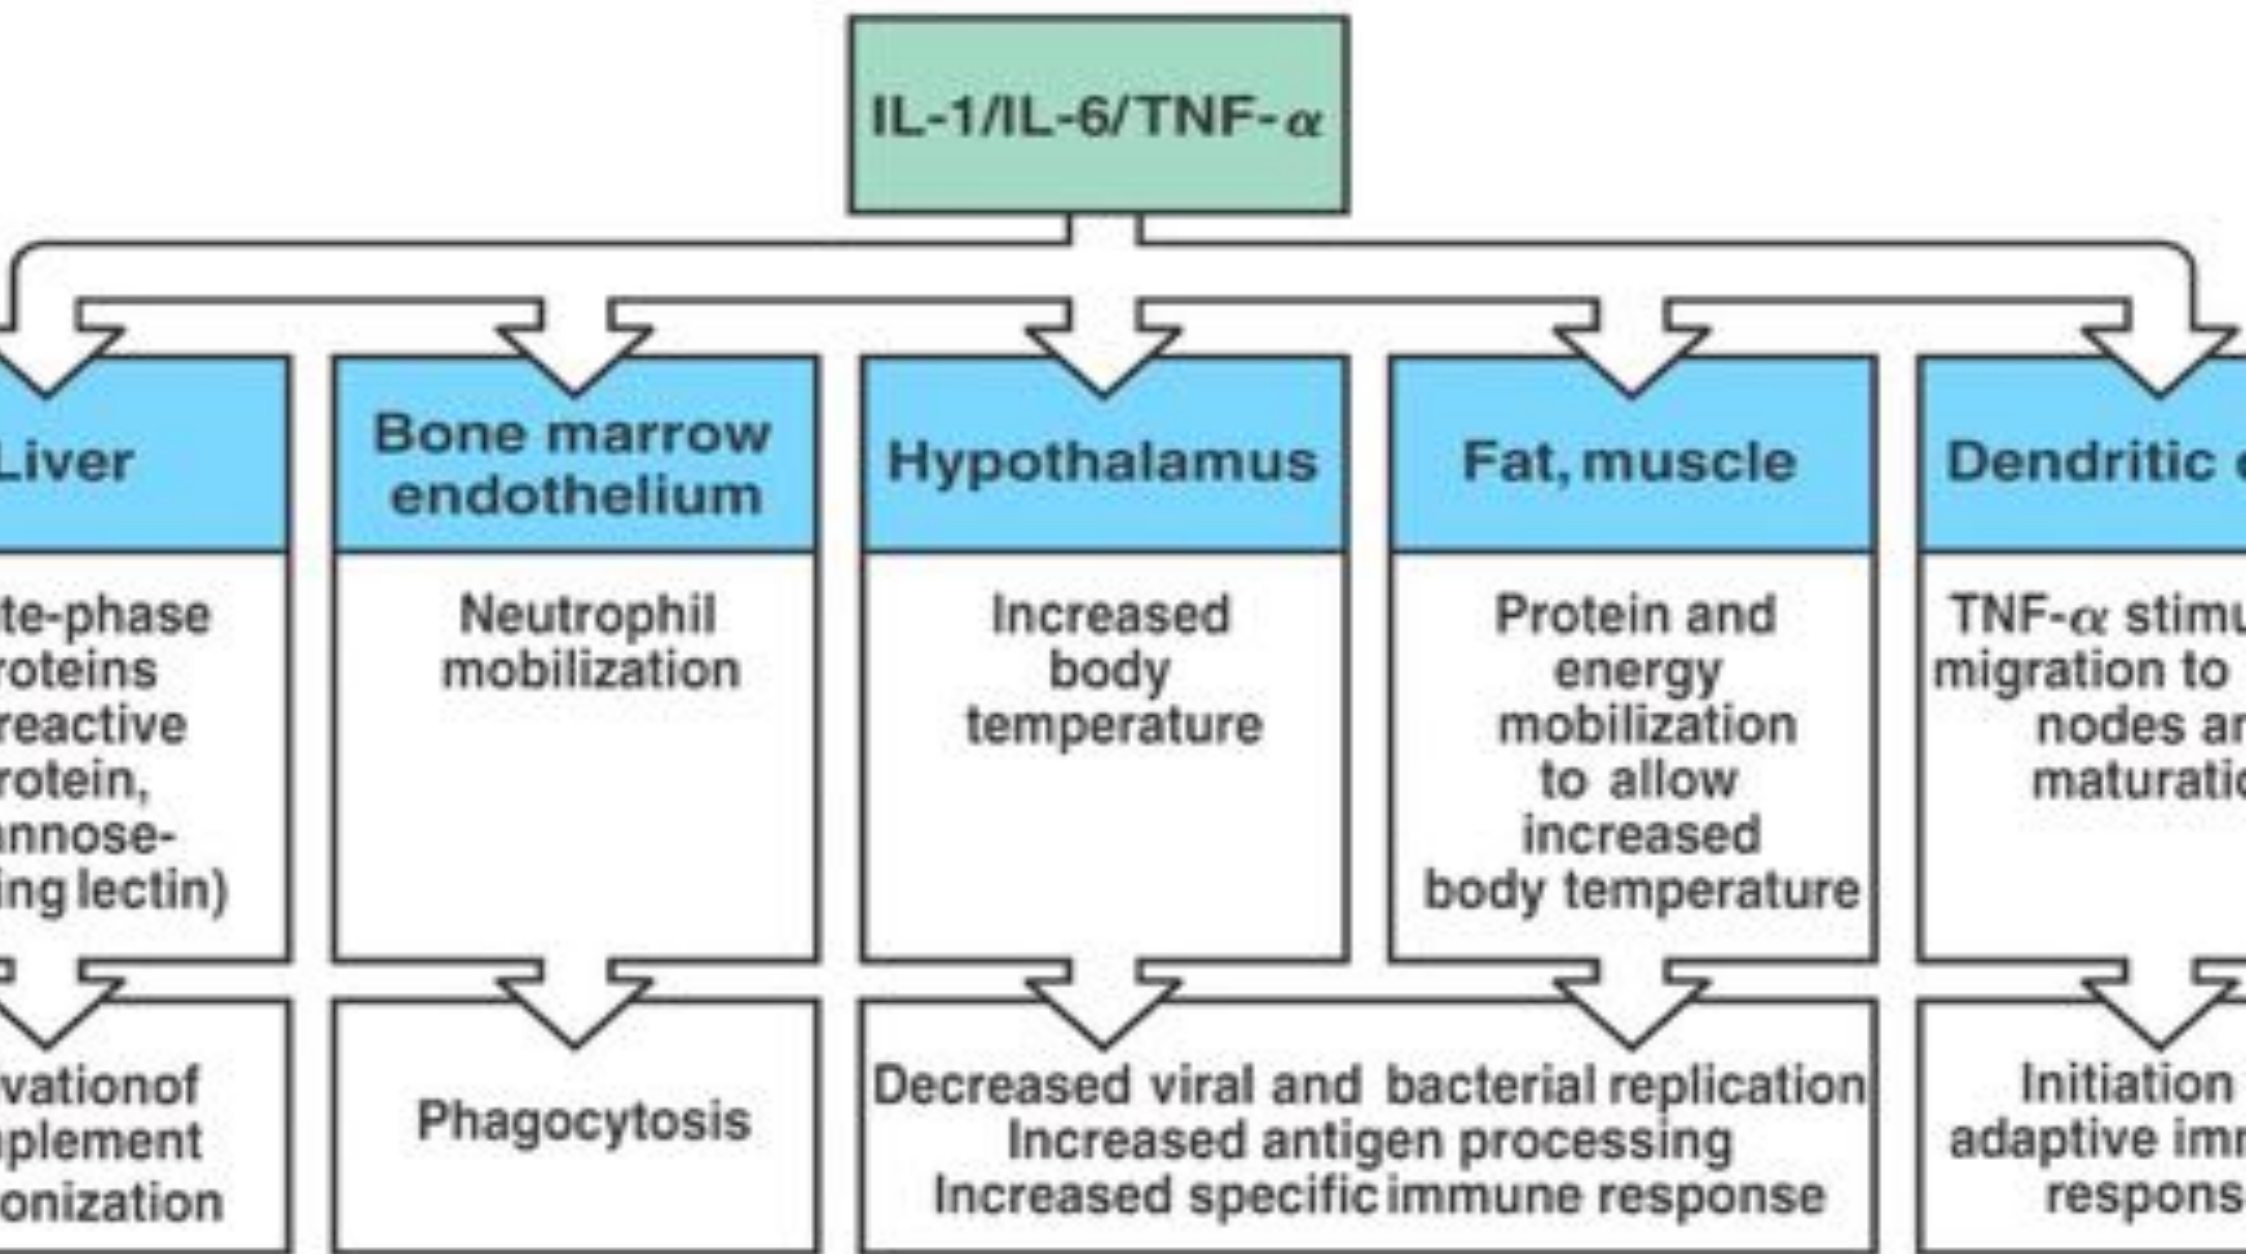 IL-1/IL-6/TNF-α
Liver
Bone marrow
endothelium
Hypothalamus
Fat, muscle
Dendritic
te-phase
roteins
reactive
rotein,
annose-
ing lectin)
Neutrophil
mobilization
Increased
body
temperature
Protein and
energy
mobilization
to allow
increased
body temperature
TNF-α stimu
migration to
nodes an
maturatio
vationof
plement
onization
Phagocytosis
Decreased viral and bacterial replication
Increased antigen processing
Increased specific immune response
Initiation
adaptive imm
respons